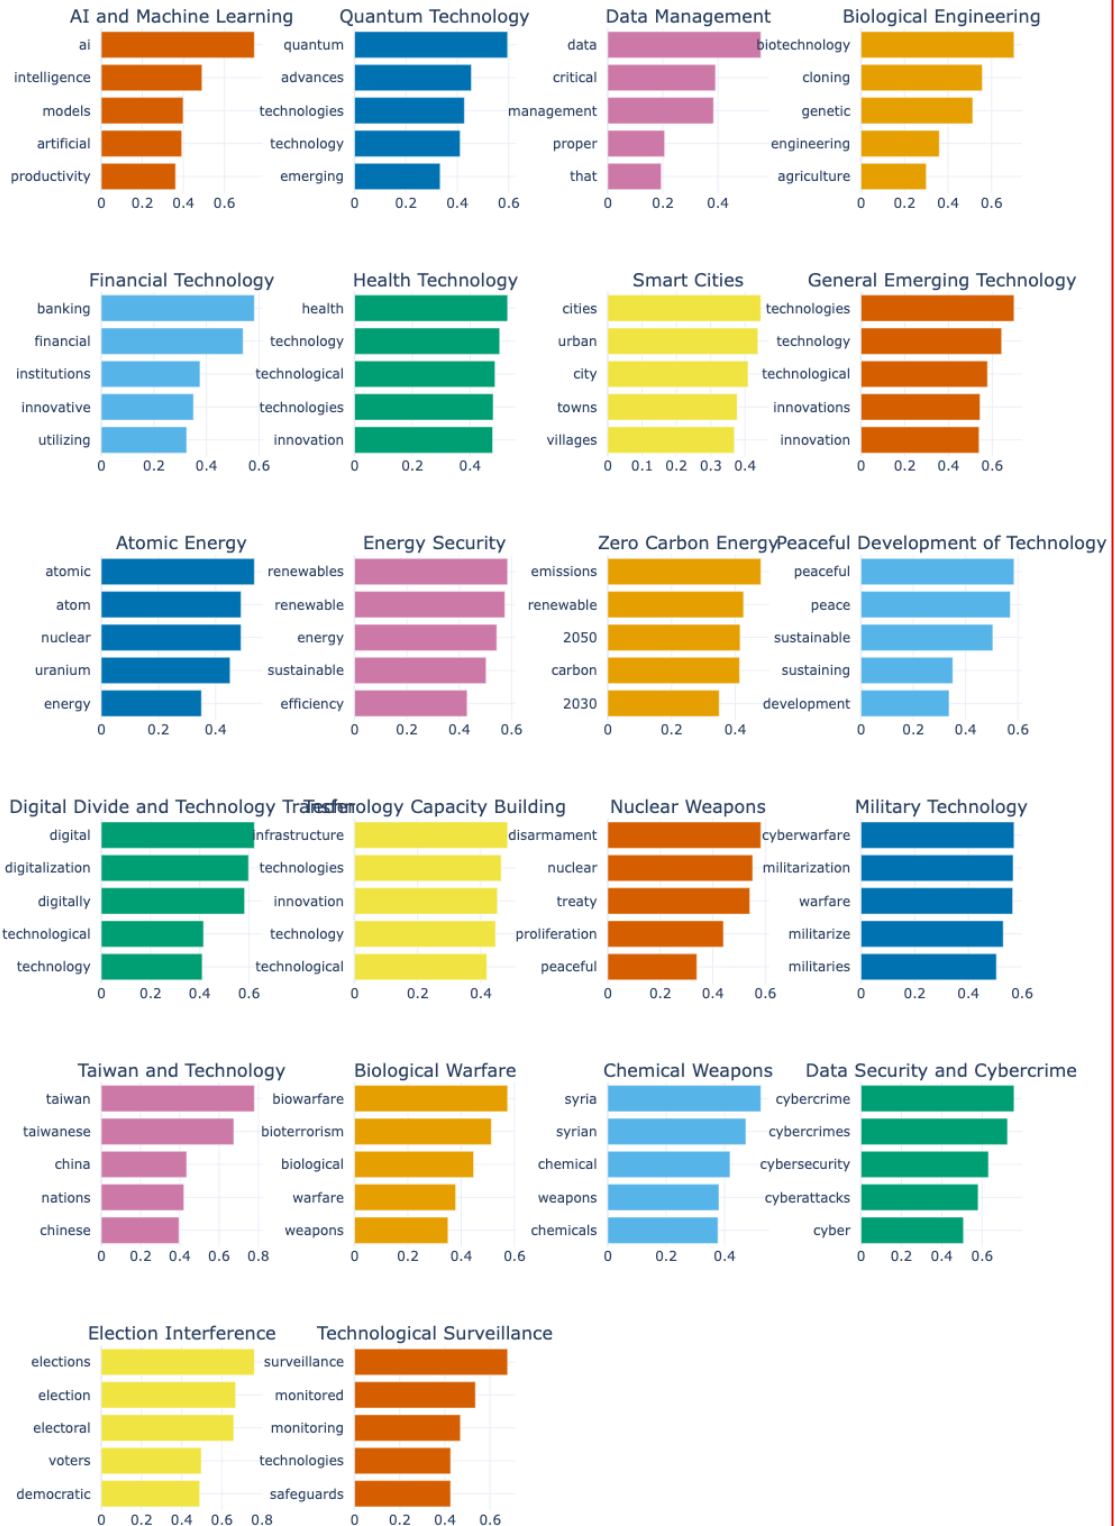 AI and Machine Learning
ai
intelligence
models
artificial
productivity
0 0.2 0.4 0.6
Quantum Technology
quantum
advances
technologies
technology
emerging
0 0.2 0.4 0.6
Data Management
data
critical
management
proper
that
0 0.2 0.4
Biological Engineering
biotechnology
cloning
genetic
engineering
agriculture
0 0.2 0.4 0.6
Financial Technology
banking
financial
institutions
innovative
utilizing
0 0.2 0.4 0.6
Health Technology
health
technology
technological
technologies
innovation
0 0.2 0.4
Smart Cities
cities
urban
city
towns
villages
0 0.1 0.2 0.3 0.4
General Emerging Technology
technologies
technology
technological
innovations
innovation
0 0.2 0.4 0.6
Atomic Energy
atomic
atom
nuclear
uranium
energy
0 0.2 0.4
Energy Security
renewables
renewable
energy
sustainable
efficiency
0 0.2 0.4 0.6
Zero Carbon Energy
emissions
renewable
2050
carbon
2030
0 0.2 0.4
Peaceful Development of Technology
peaceful
peace
sustainable
sustaining
development
0 0.2 0.4 0.6
Digital Divide and Technology Transfer
digital
digitalization
digitally
technological
technology
0 0.2 0.4 0.6
Technology Capacity Building
infrastructure
technologies
innovation
technology
technological
0 0.2 0.4
Nuclear Weapons
disarmament
nuclear
treaty
proliferation
peaceful
0 0.2 0.4 0.6
Military Technology
cyberwarfare
militarization
warfare
militarize
militaries
0 0.2 0.4 0.6
Taiwan and Technology
taiwan
taiwanese
china
nations
chinese
0 0.2 0.4 0.6 0.8
Biological Warfare
biowarfare
bioterrorism
biological
warfare
weapons
0 0.2 0.4 0.6
Chemical Weapons
syria
syrian
chemical
weapons
chemicals
0 0.2 0.4
Data Security and Cybercrime
cybercrime
cybercrimes
cybersecurity
cyberattacks
cyber
0 0.2 0.4 0.6
Election Interference
elections
election
electoral
voters
democratic
0 0.2 0.4 0.6 0.8
Technological Surveillance
surveillance
monitored
monitoring
technologies
safeguards
0 0.2 0.4 0.6